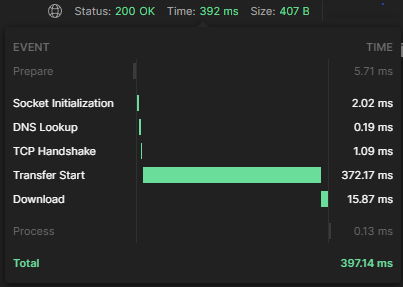 Status: 200 OK Time: 392 ms Size: 407 B
EVENT TIME
Prepare 5.71 ms
Socket Initialization 2.02 ms
DNS Lookup 0.19 ms
TCP Handshake 1.09 ms
Transfer Start 372.17 ms
Download 15.87 ms
Process 0.13 ms
Total 397.14 ms